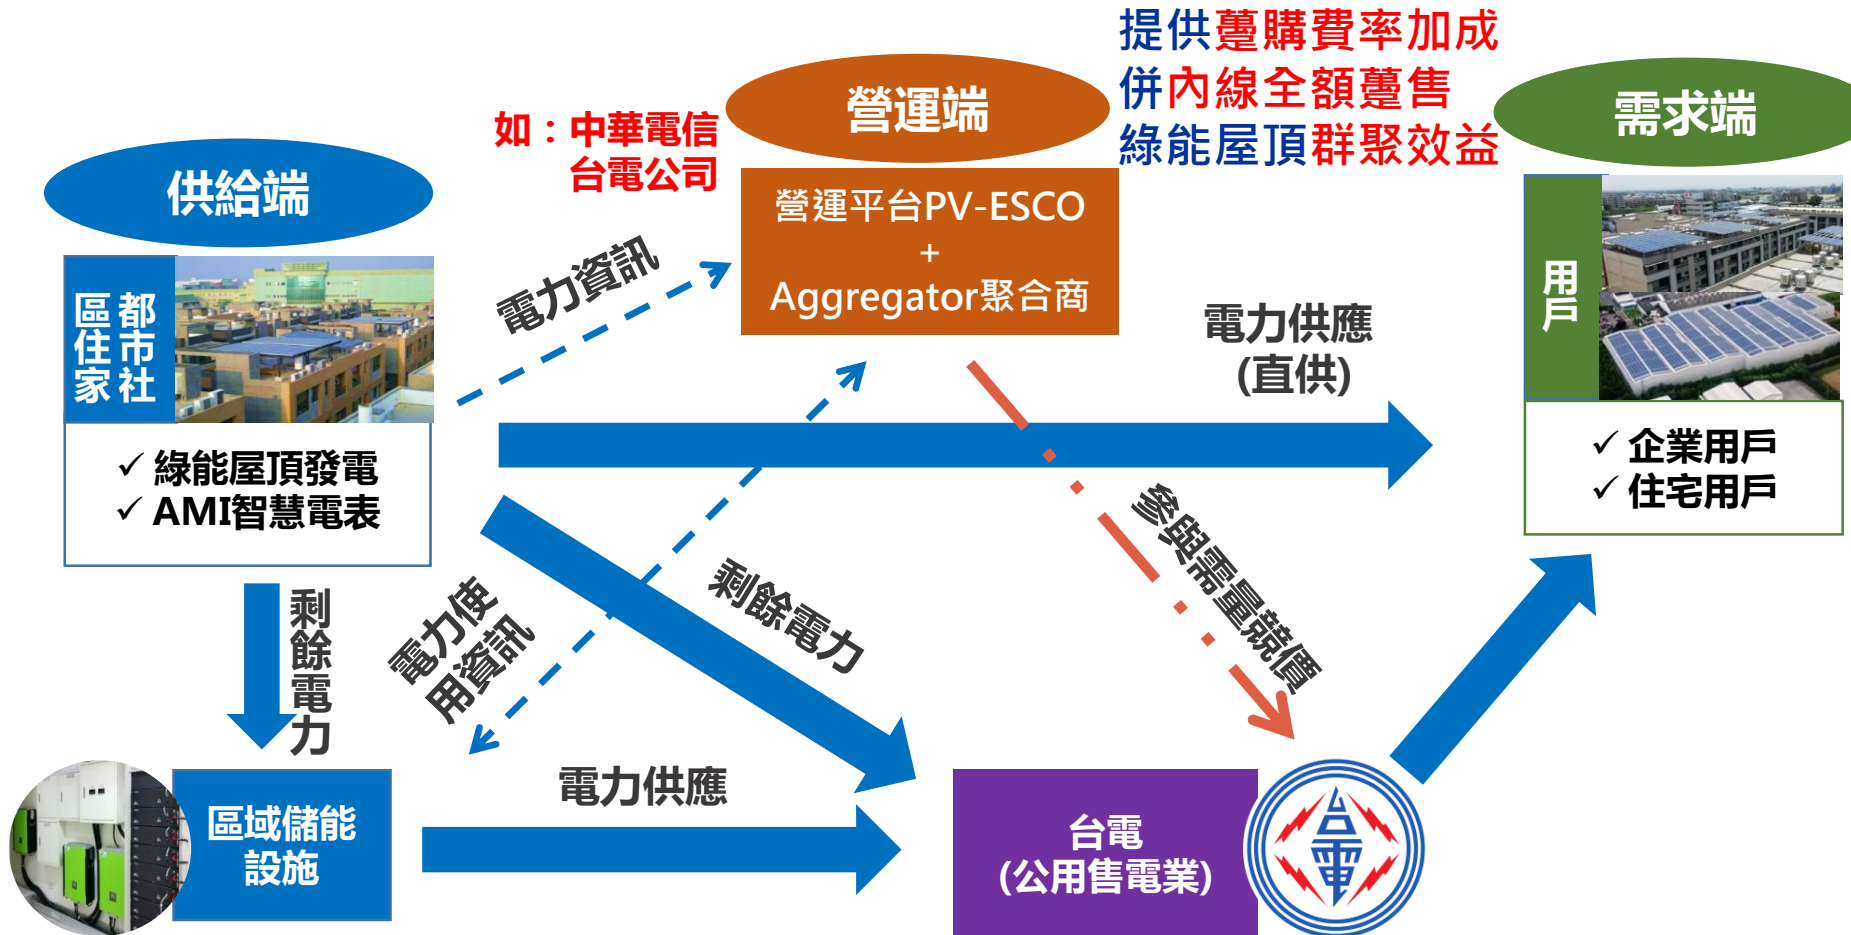 提供躉購費率加成
併內線全額躉售
綠能屋頂群聚效益
營運端
如：中華電信
台電公司
需求端
供給端
營運平台PV-ESCO
+
Aggregator聚合商
電力資訊
都市社
區住家
用戶
電力供應
(直供)
✓ 綠能屋頂發電
✓ AMI智慧電表
✓ 企業用戶
✓ 住宅用戶
參與需量競價
剩餘電力
電力使
用資訊
剩餘電力
電力供應
區域儲能
設施
台電
(公用售電業)
台電